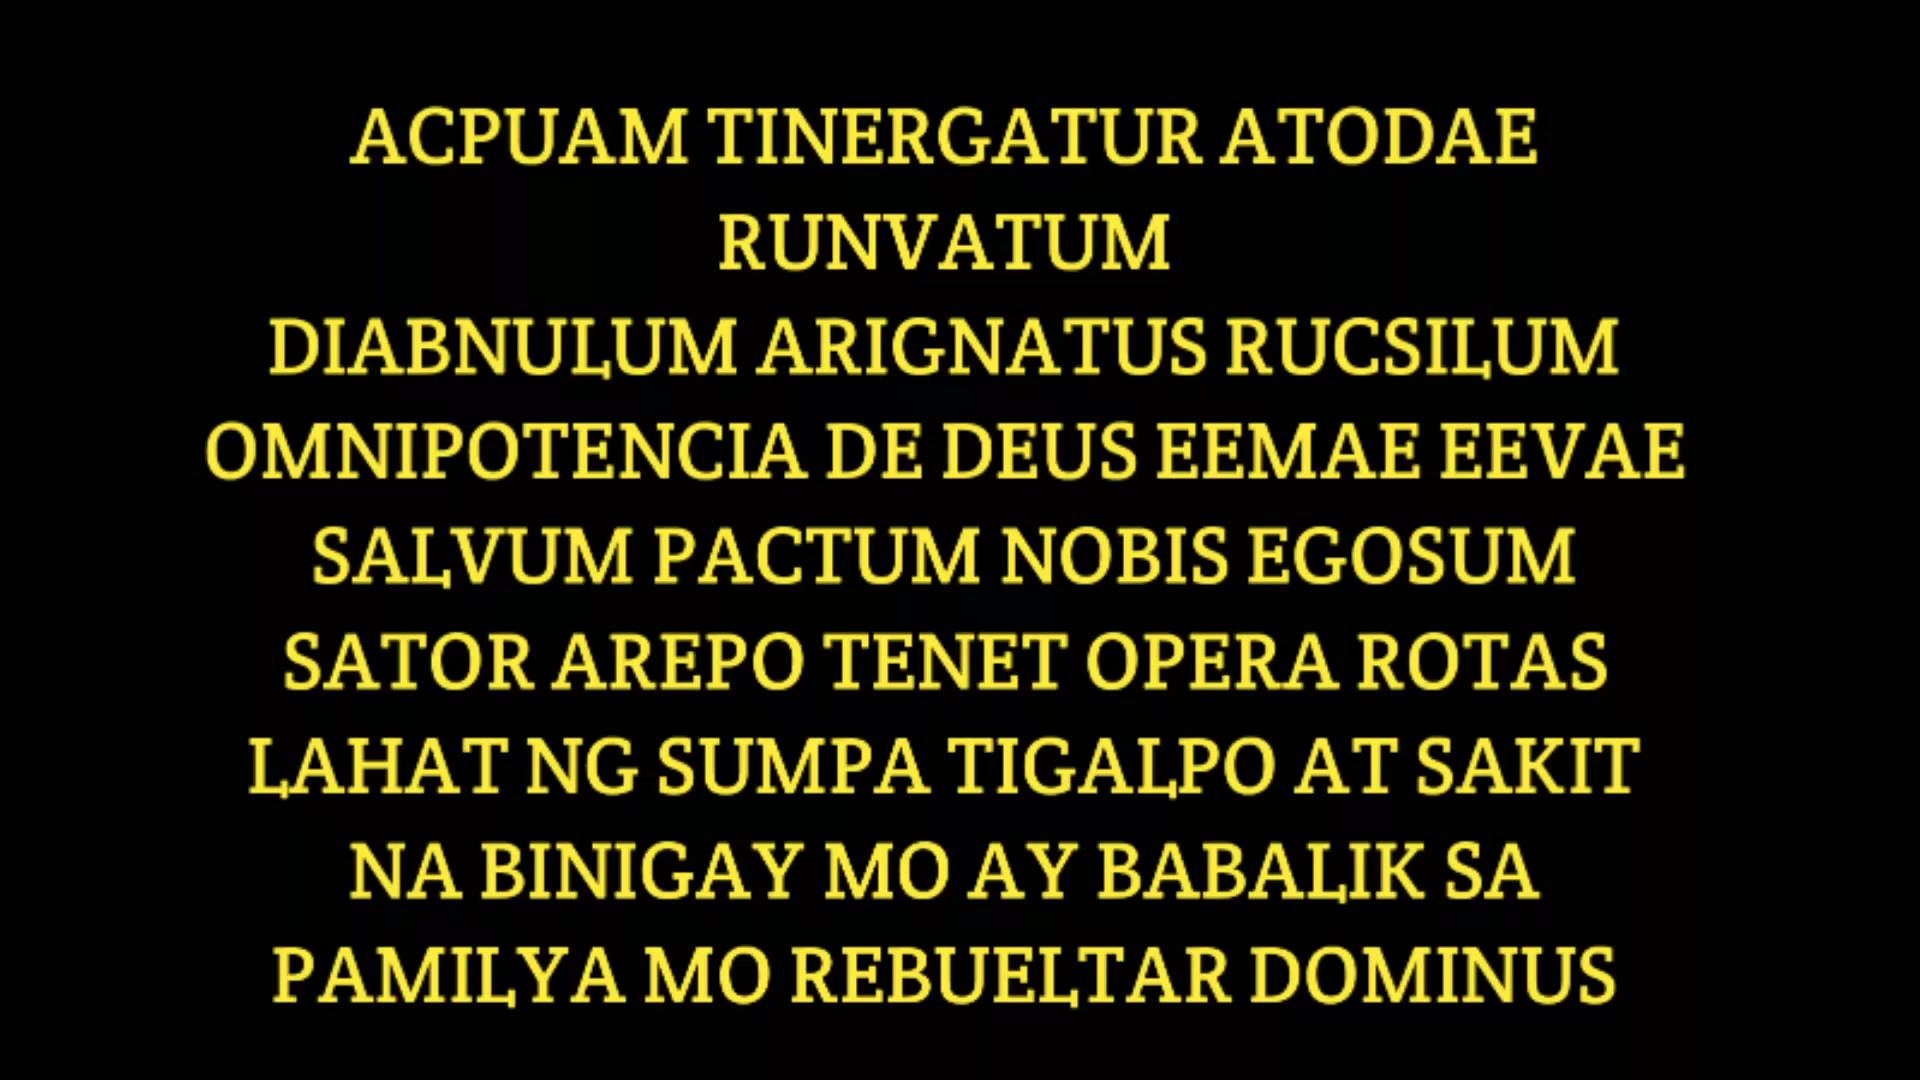 ACPUAM TINERGATUR ATODAE
RUNVATUM
DIABNULUM ARIGNATUS RUCSILUM
OMNIPOTENCIA DE DEUS EEMAE EEVAE
SALVUM PACTUM NOBIS EGOSUM
SATOR AREPO TENET OPERA ROTAS
LAHAT NG SUMPA TIGALPO AT SAKIT
NA BINIGAY MO AY BABALIK SA
PAMILYA MO REBUELTAR DOMINUS